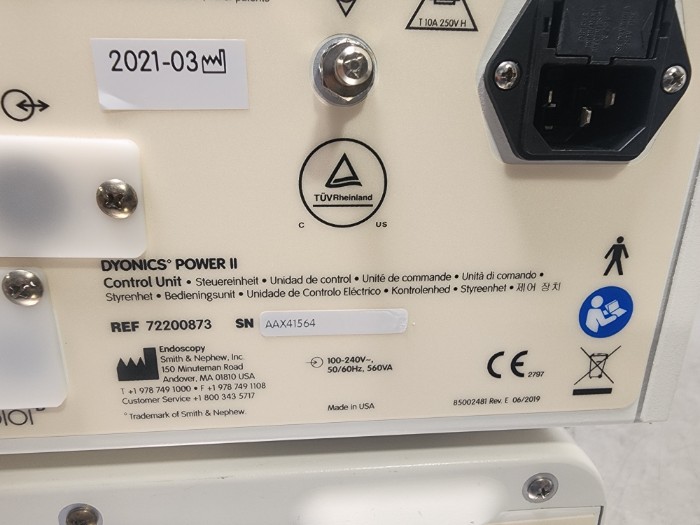 T 10A 250V H
2021-03
TÜVRheinland
C US
DYONICS° POWER II
Control Unit • Steuereinheit • Unidad de control • Unité de commande • Unità di comando •
Styrenhet • Bedieningsunit • Unidade de Controlo Eléctrico • Kontrolenhed • Styreenhet • 제어 장치
REF 72200873 SN AAX41564
Endoscopy
Smith & Nephew, Inc.
150 Minuteman Road
Andover, MA 01810 USA
T +1 978 749 1000 • F +1 978 749 1108
Customer Service +1 800 343 5717
°Trademark of Smith & Nephew.
100-240V~,
50/60Hz, 560VA
Made in USA
CE 2797
85002481 Rev. E 06/2019